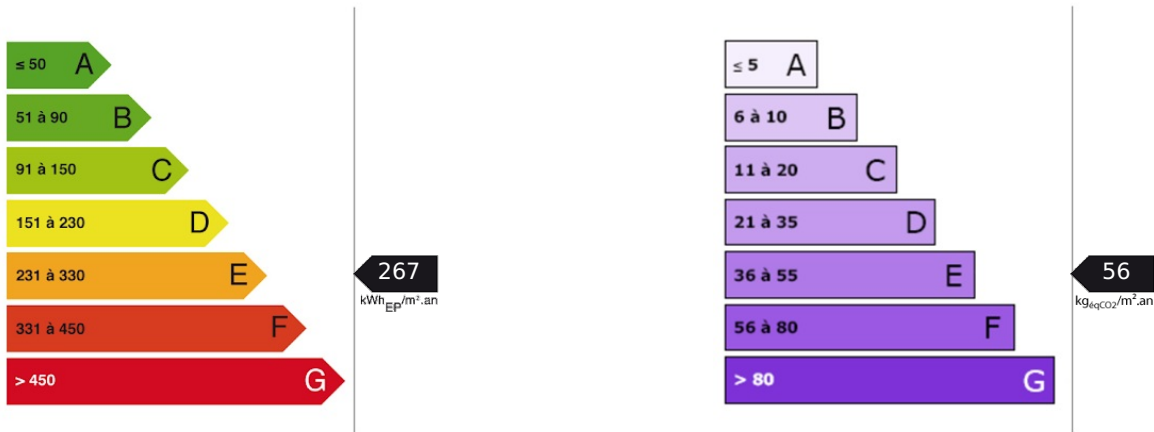 ≤ 50 A
51 à 90 B
91 à 150 C
151 à 230 D
231 à 330 E
331 à 450 F
> 450 G
267
kWhEP/m².an
≤ 5 A
6 à 10 B
11 à 20 C
21 à 35 D
36 à 55 E
56 à 80 F
> 80 G
56
kgéqCO2/m².an